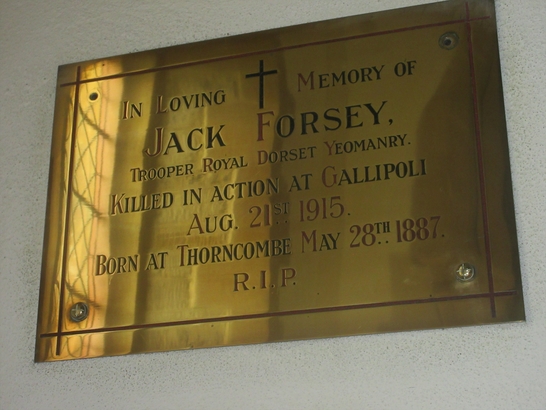 In Loving Memory of
Jack Forsey,
Trooper Royal Dorset Yeomanry.
Killed in action at Gallipoli
Aug. 21st 1915.
Born at Thorncombe May 28th 1887.
R.I.P.